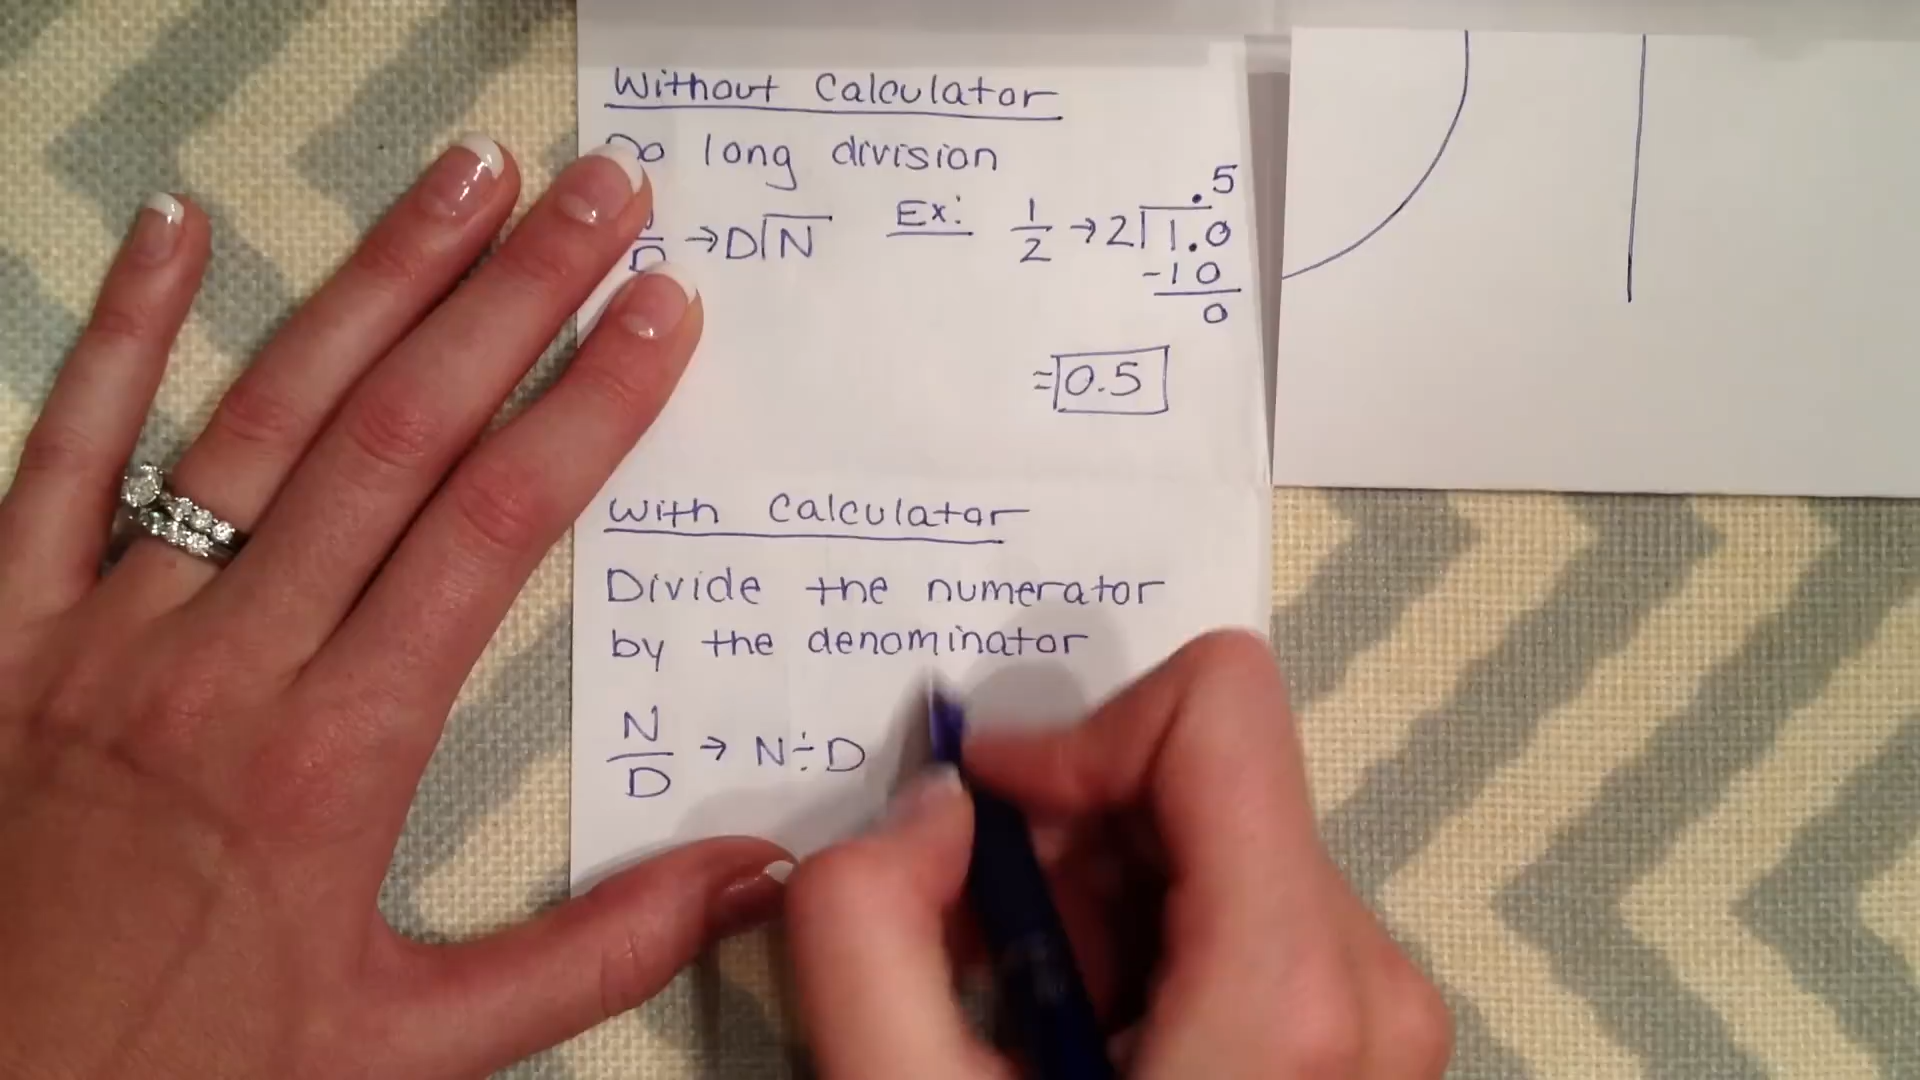 Without Calculator
Do long division
N/D → D⟌N Ex: 1/2 → 2⟌1.0
.5
-10
0
= 0.5
With Calculator
Divide the numerator
by the denominator
N/D → N÷D